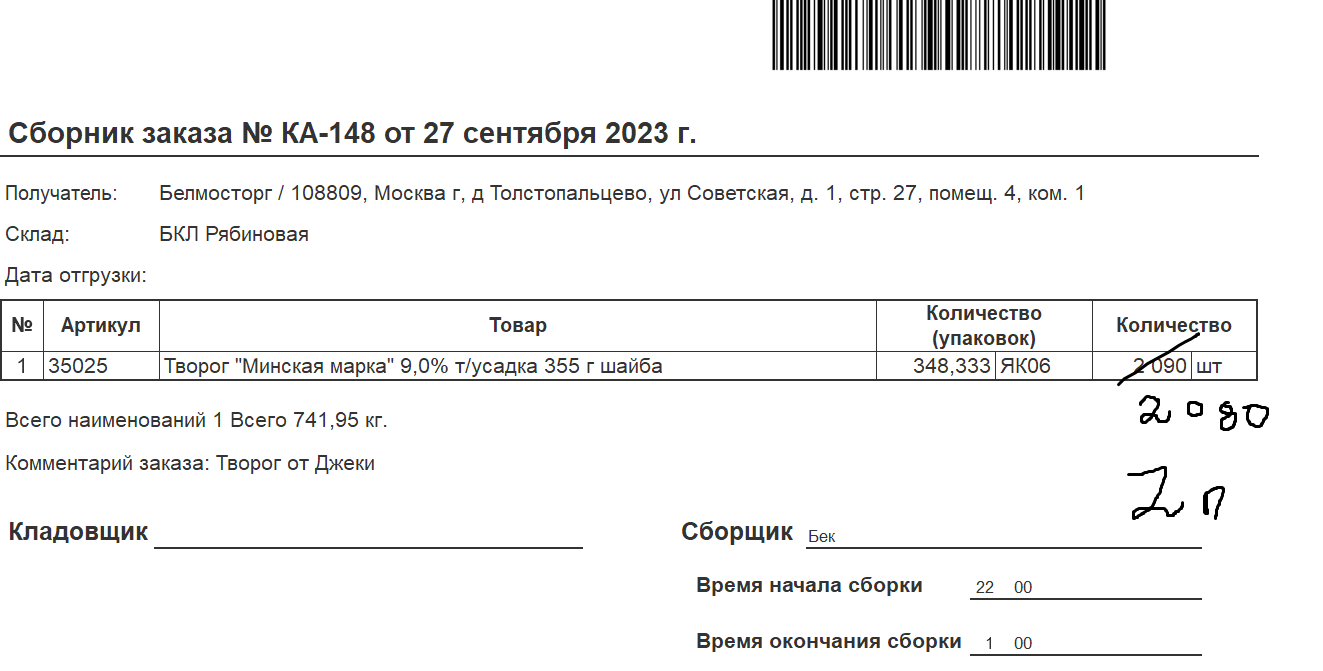 Сборник заказа № КА-148 от 27 сентября 2023 г.
Получатель: Белмосторг / 108809, Москва г, д Толстопальцево, ул Советская, д. 1, стр. 27, помещ. 4, ком. 1
Склад: БКЛ Рябиновая
Дата отгрузки:
№ Артикул Товар Количество (упаковок) Количество
1 35025 Творог "Минская марка" 9,0% т/усадка 355 г шайба 348,333 ЯК06 2 090 шт
2080
Всего наименований 1 Всего 741,95 кг.
Комментарий заказа: Творог от Джеки
2 п
Кладовщик Сборщик Бек
Время начала сборки 22 00
Время окончания сборки 1 00